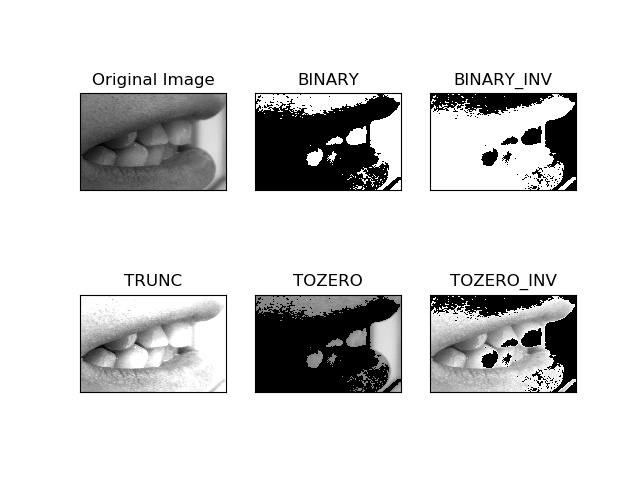 Original Image
BINARY
BINARY_INV
TRUNC
TOZERO
TOZERO_INV